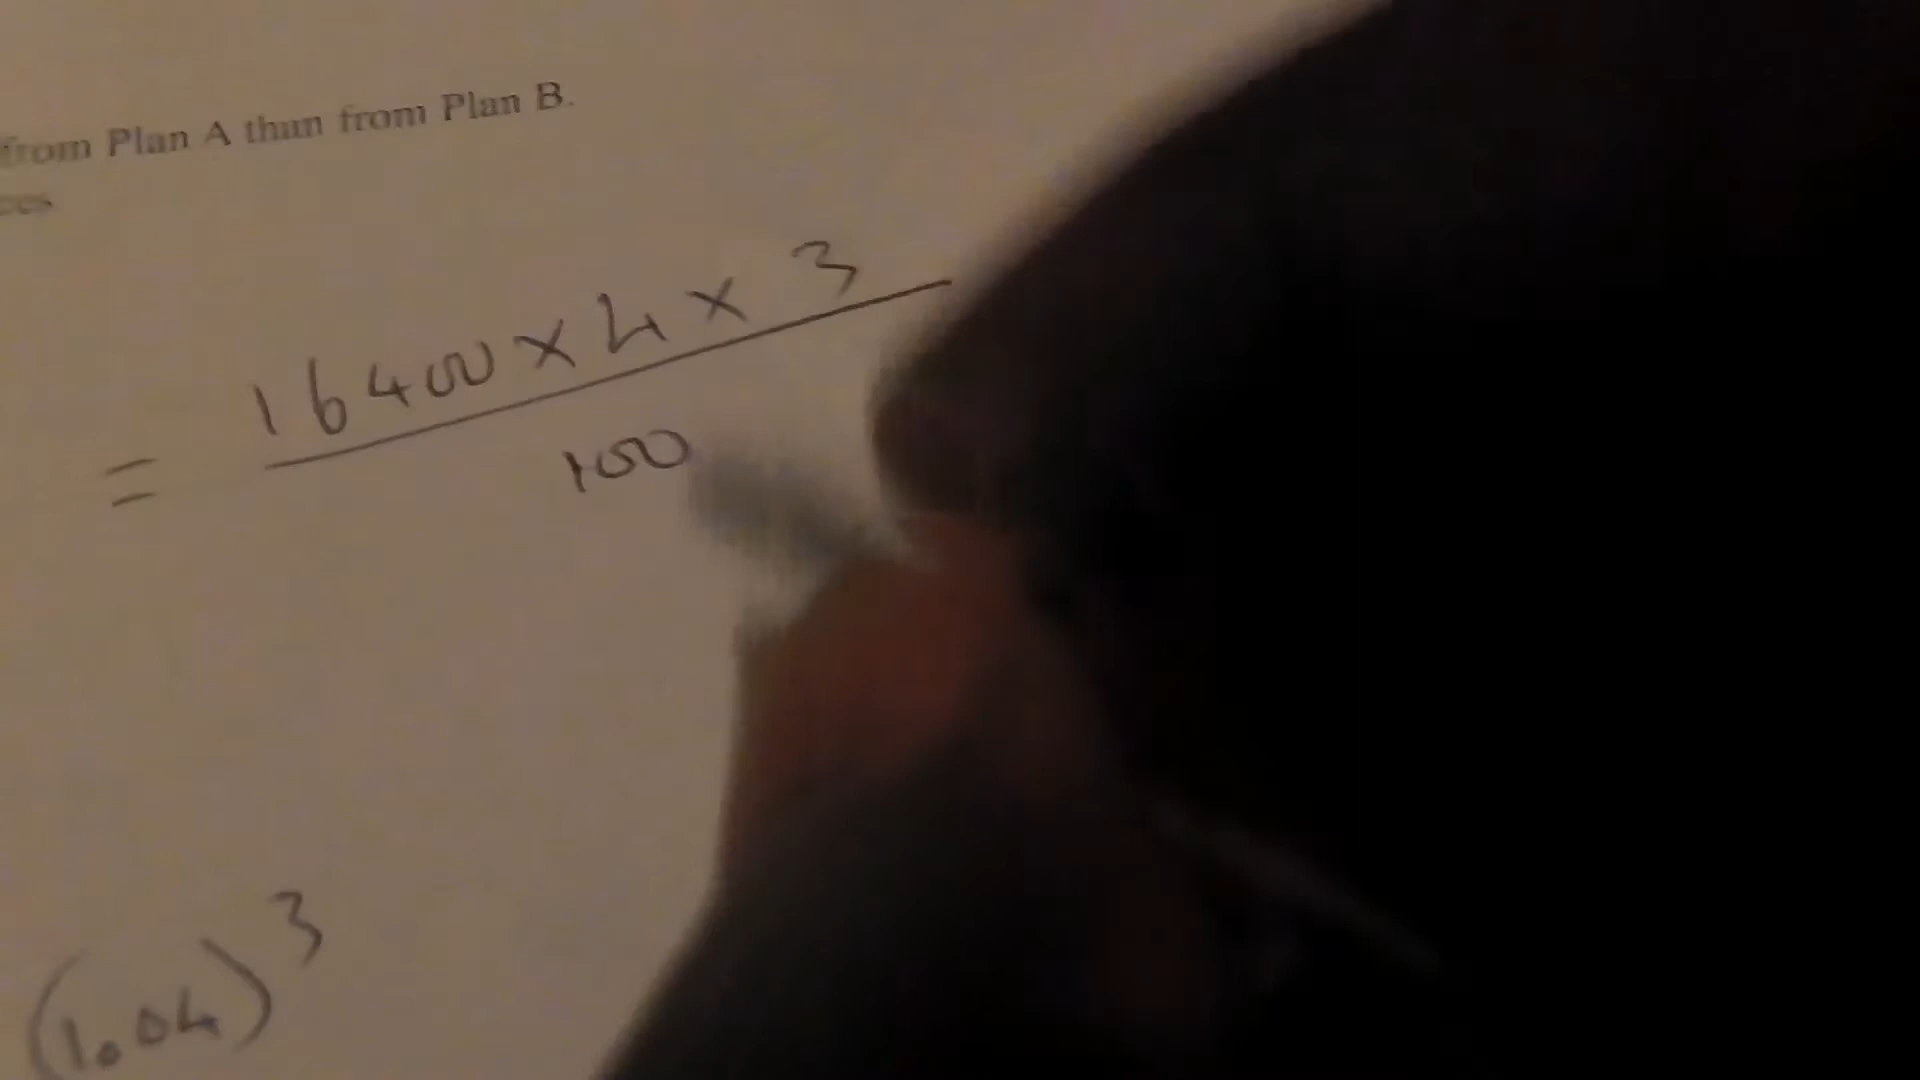 from Plan A than from Plan B.
= 16400 × 4 × 3
100
(1.04)³